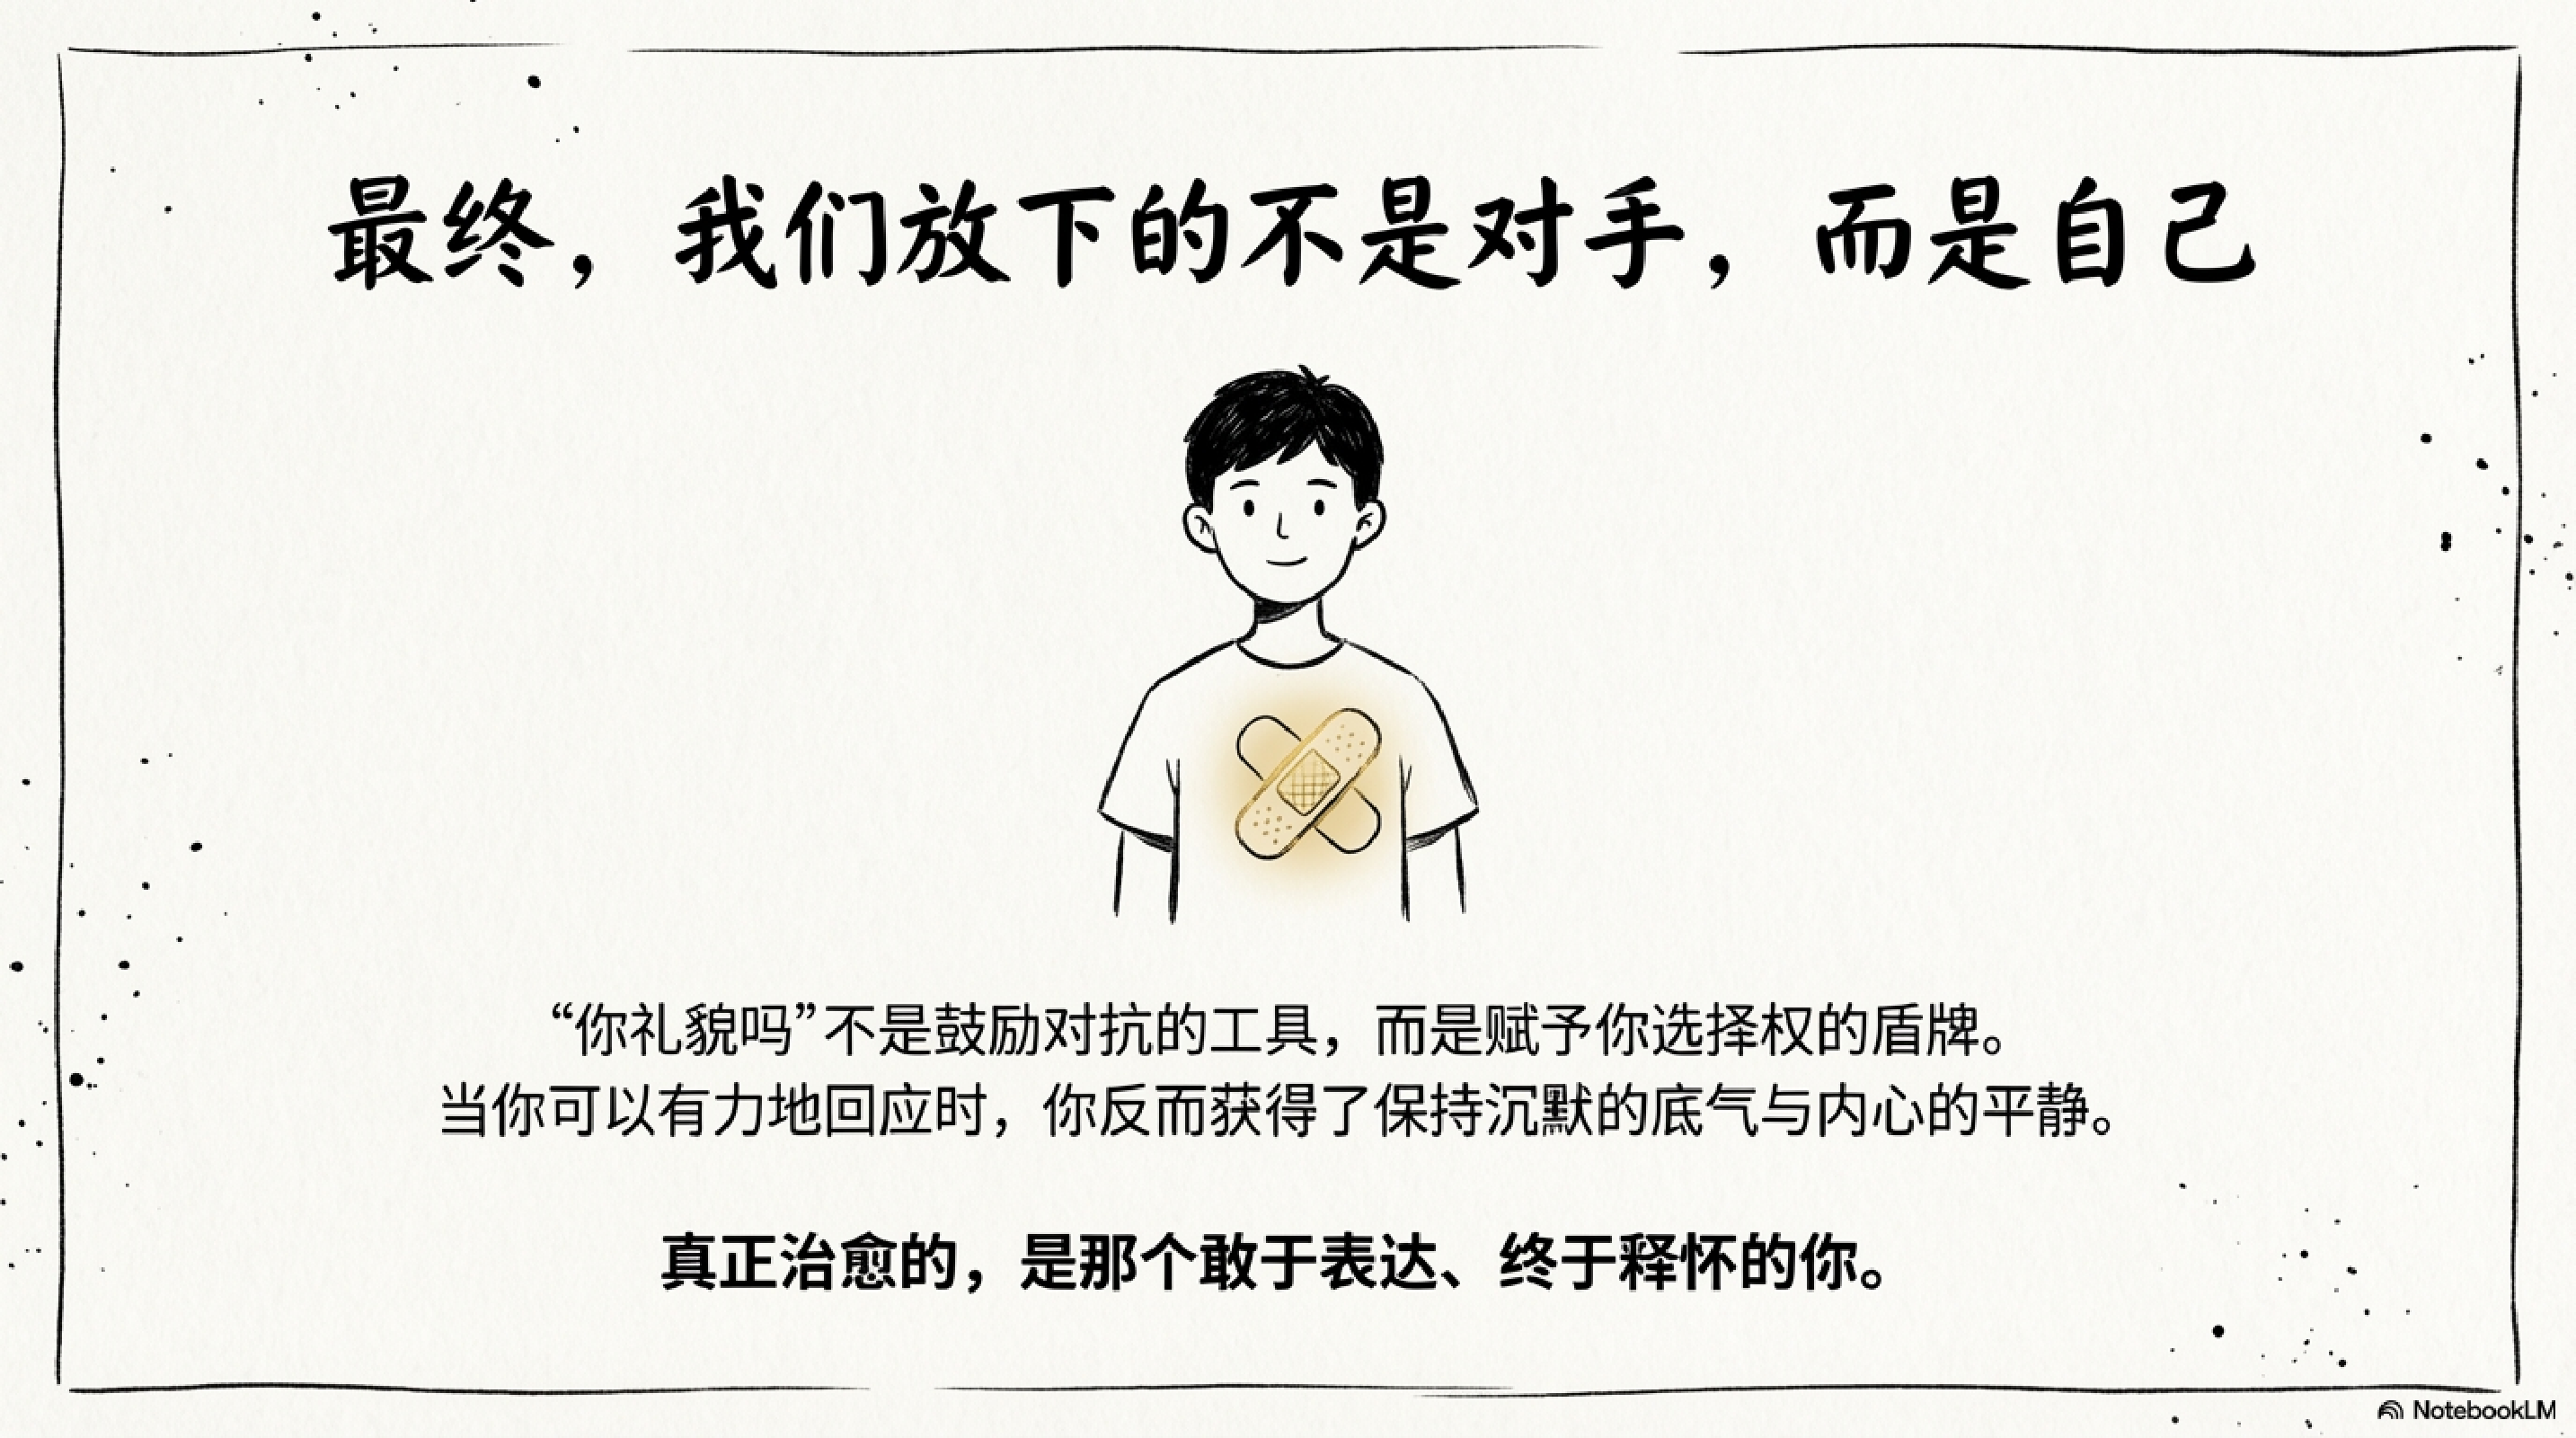 最终，我们放下的不是对手，而是自己
“你礼貌吗”不是鼓励对抗的工具，而是赋予你选择权的盾牌。
当你可以有力地回应时，你反而获得了保持沉默的底气与内心的平静。
真正治愈的，是那个敢于表达、终于释怀的你。
NotebookLM